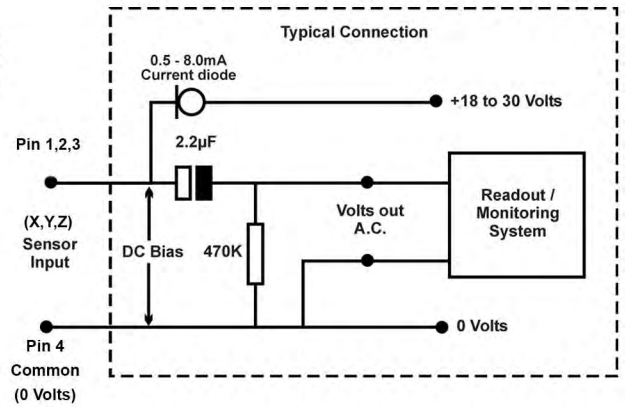 Typical Connection
0.5 - 8.0mA
Current diode
+18 to 30 Volts
2.2µF
Pin 1,2,3
(X,Y,Z)
Sensor
Input
DC Bias
470K
Volts out
A.C.
Readout /
Monitoring
System
0 Volts
Pin 4
Common
(0 Volts)